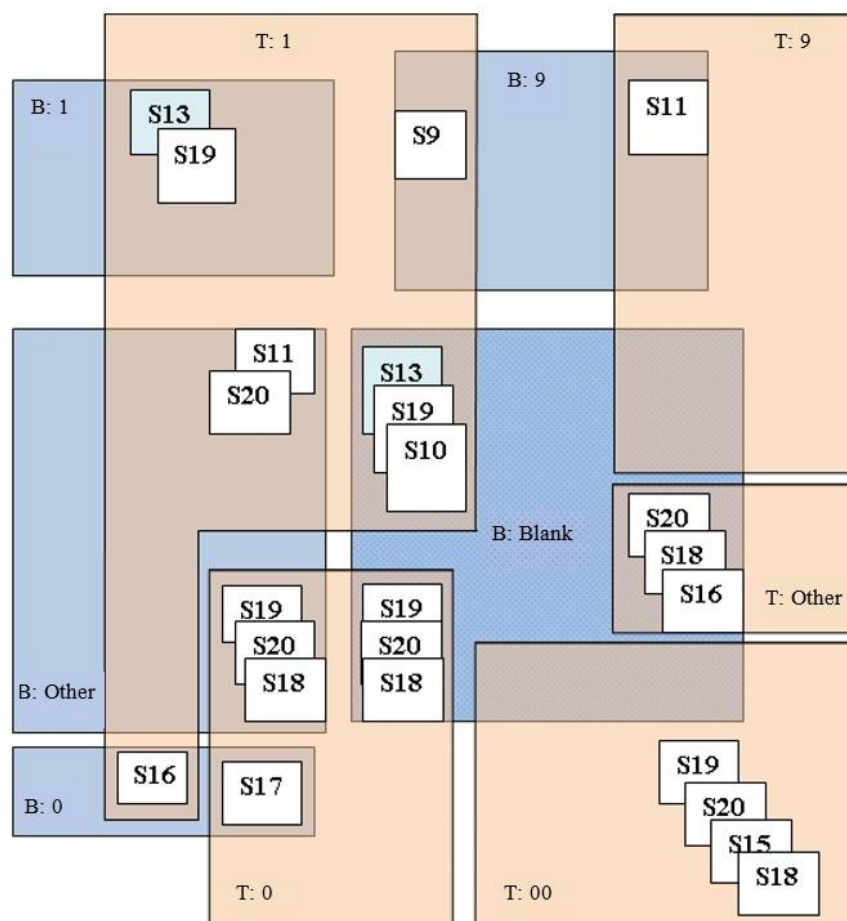 T: 1
T: 9
B: 9
B: 1
S13
S19
S9
S11
S11
S20
S13
S19
S10
B: Blank
S20
S18
S16
T: Other
S19
S20
S18
S19
S20
S18
B: Other
S16
S17
B: 0
S19
S20
S15
S18
T: 0
T: 00